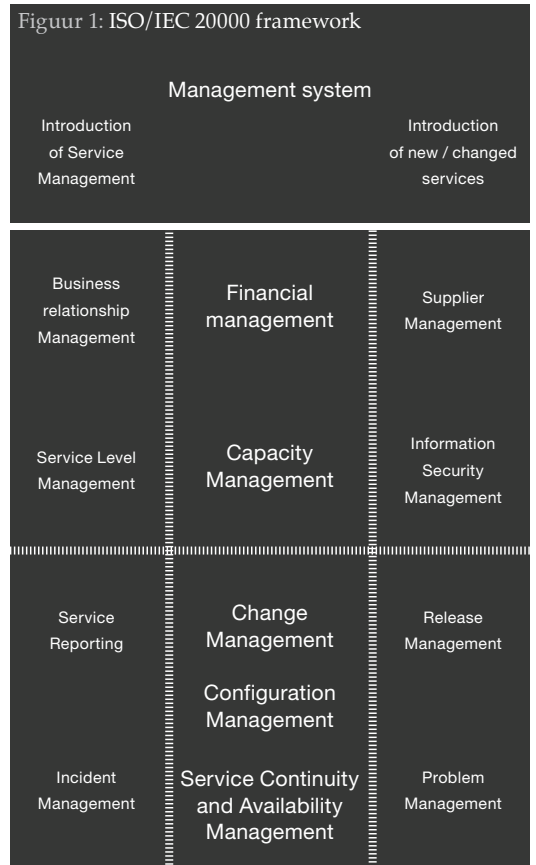 Figuur 1: ISO/IEC 20000 framework
Management system
Introduction
of Service
Management
Introduction
of new / changed
services
Business
relationship
Management
Financial
management
Supplier
Management
Service Level
Management
Capacity
Management
Information
Security
Management
Service
Reporting
Change
Management
Release
Management
Configuration
Management
Incident
Management
Service Continuity
and Availability
Management
Problem
Management